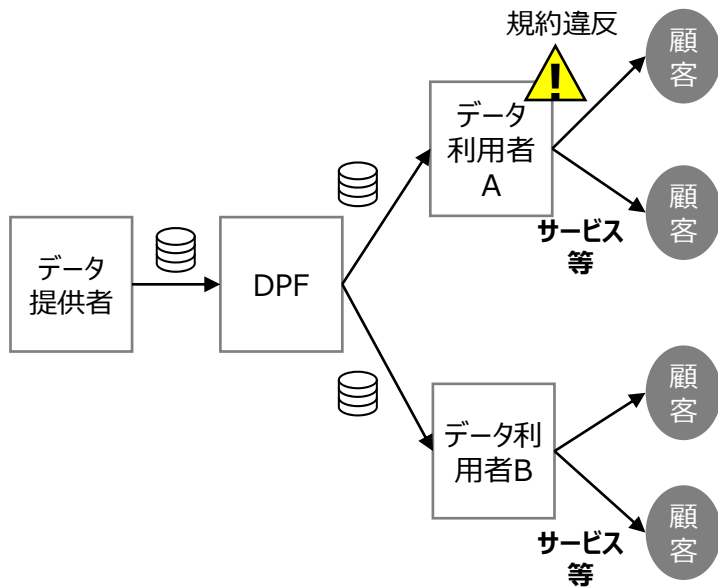 規約違反
!
顧
客
データ
利用者
A
顧
客
サービス
等
データ
提供者
DPF
顧
客
データ利
用者B
顧
客
サービス
等